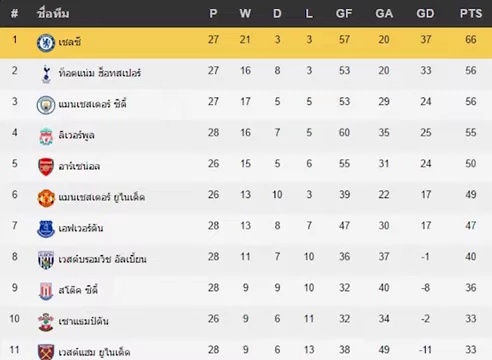 # ชื่อทีม P W D L GF GA GD PTS
1 เชลซี 27 21 3 3 57 20 37 66
2 ท็อตแน่ม ฮ็อทสเปอร์ 27 16 8 3 53 20 33 56
3 แมนเชสเตอร์ ซิตี้ 27 17 5 5 53 29 24 56
4 ลิเวอร์พูล 28 16 7 5 60 35 25 55
5 อาร์เซน่อล 26 15 5 6 55 31 24 50
6 แมนเชสเตอร์ ยูไนเต็ด 26 13 10 3 39 22 17 49
7 เอฟเวอร์ตัน 28 13 8 7 47 30 17 47
8 เวสต์บรอมวิช อัลเบี้ยน 28 11 7 10 36 37 -1 40
9 สโต๊ค ซิตี้ 28 9 9 10 32 40 -8 36
10 เซาแธมป์ตัน 26 9 6 11 32 34 -2 33
11 เวสต์แฮม ยูไนเต็ด 28 9 6 13 38 49 -11 33